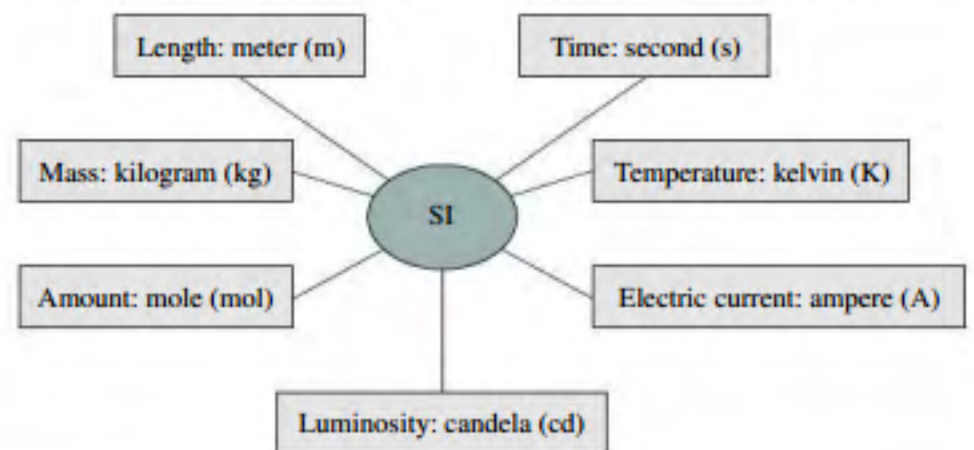 Length: meter (m)
Time: second (s)
Mass: kilogram (kg)
Temperature: kelvin (K)
SI
Amount: mole (mol)
Electric current: ampere (A)
Luminosity: candela (cd)